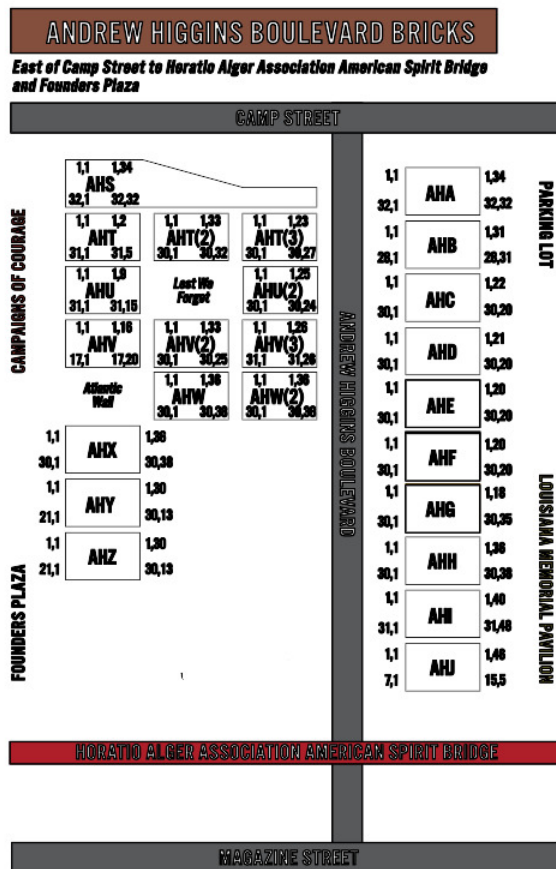 ANDREW HIGGINS BOULEVARD BRICKS
East of Camp Street to Horatio Alger Association American Spirit Bridge
and Founders Plaza
CAMP STREET
1,1 1,34
AHS
32,1 32,32
1,1 1,2
AHT
31,1 31,5
1,1 1,33
AHT(2)
30,1 30,32
1,1 1,23
AHT(3)
30,1 30,27
1,1 1,9
AHU
31,1 31,15
Lest We
Forget
1,1 1,25
AHU(2)
30,1 30,24
1,1 1,16
AHV
17,1 17,20
1,1 1,33
AHV(2)
30,1 30,25
1,1 1,26
AHV(3)
31,1 31,26
Atlantic
Wall
1,1 1,36
AHW
30,1 30,38
1,1 1,36
AHW(2)
30,1 36,38
1,1 1,36
AHX
30,1 30,38
1,1 1,30
AHY
21,1 30,13
1,1 1,30
AHZ
21,1 30,13
CAMPAIGNS OF COURAGE
FOUNDERS PLAZA
ANDREW HIGGINS BOULEVARD
1,1 1,34
AHA
32,1 32,32
1,1 1,31
AHB
28,1 28,31
1,1 1,22
AHC
30,1 30,20
1,1 1,21
AHD
30,1 30,20
1,1 1,20
AHE
30,1 30,20
1,1 1,20
AHF
30,1 30,20
1,1 1,18
AHG
30,1 30,35
1,1 1,36
AHH
30,1 30,38
1,1 1,40
AHI
31,1 31,48
1,1 1,46
AHJ
7,1 15,5
PARKING LOT
LOUISIANA MEMORIAL PAVILION
HORATIO ALGER ASSOCIATION AMERICAN SPIRIT BRIDGE
MAGAZINE STREET